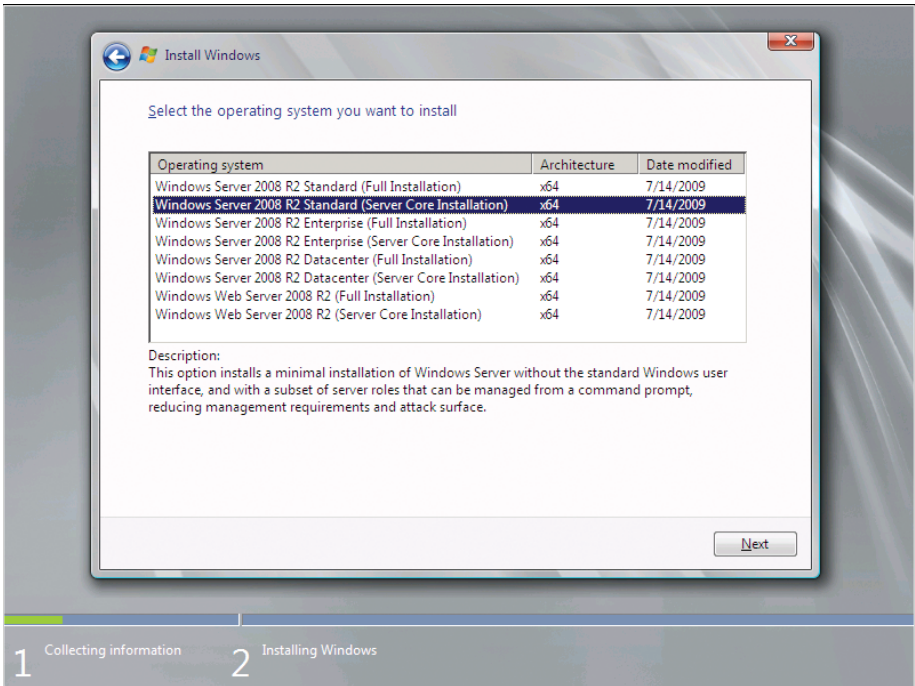 Install Windows
Select the operating system you want to install
Operating system Architecture Date modified
Windows Server 2008 R2 Standard (Full Installation) x64 7/14/2009
Windows Server 2008 R2 Standard (Server Core Installation) x64 7/14/2009
Windows Server 2008 R2 Enterprise (Full Installation) x64 7/14/2009
Windows Server 2008 R2 Enterprise (Server Core Installation) x64 7/14/2009
Windows Server 2008 R2 Datacenter (Full Installation) x64 7/14/2009
Windows Server 2008 R2 Datacenter (Server Core Installation) x64 7/14/2009
Windows Web Server 2008 R2 (Full Installation) x64 7/14/2009
Windows Web Server 2008 R2 (Server Core Installation) x64 7/14/2009
Description:
This option installs a minimal installation of Windows Server without the standard Windows user
interface, and with a subset of server roles that can be managed from a command prompt,
reducing management requirements and attack surface.
Next
1 Collecting information 2 Installing Windows